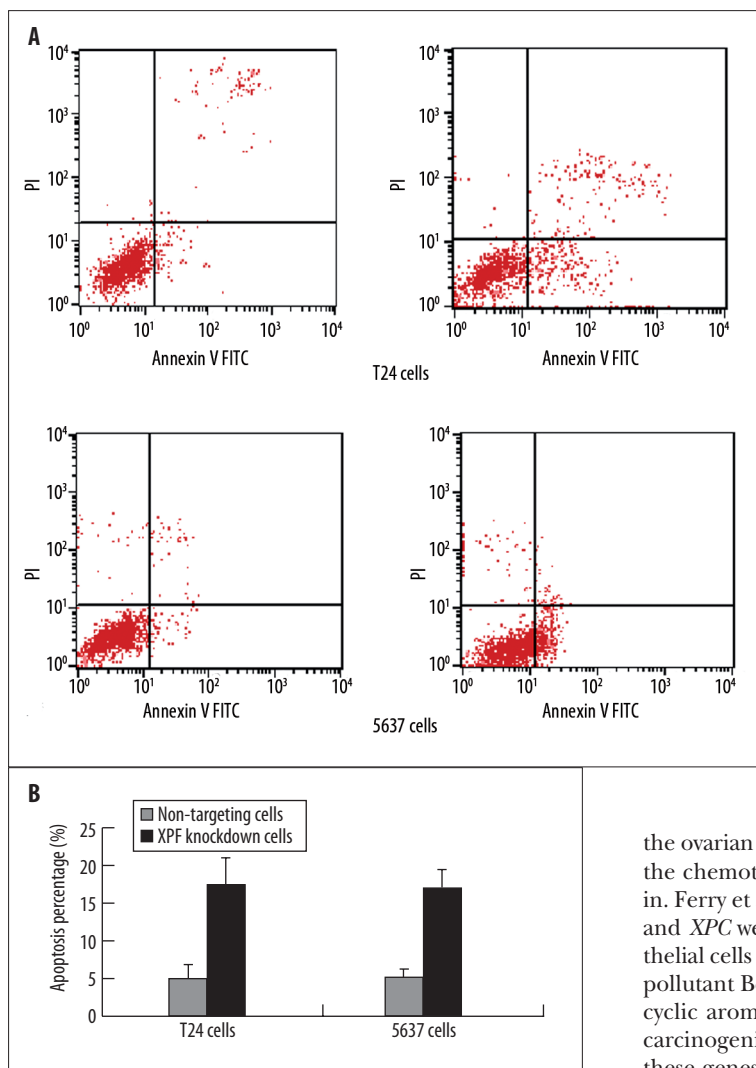 A
10⁴
10³
10²
10¹
10⁰
PI
10⁰ 10¹ 10² 10³ 10⁴
Annexin V FITC
10⁴
10³
10²
10¹
10⁰
PI
10⁰ 10¹ 10² 10³ 10⁴
Annexin V FITC
T24 cells
10⁴
10³
10²
10¹
10⁰
PI
10⁰ 10¹ 10² 10³ 10⁴
Annexin V FITC
10⁴
10³
10²
10¹
10⁰
PI
10⁰ 10¹ 10² 10³ 10⁴
Annexin V FITC
5637 cells
B
Non-targeting cells
XPF knockdown cells
Apoptosis percentage (%)
25
20
15
10
5
0
T24 cells 5637 cells
the ovarian
the chemot
in. Ferry et
and XPC we
thelial cells
pollutant B
cyclic arom
carcinogeni
these genes